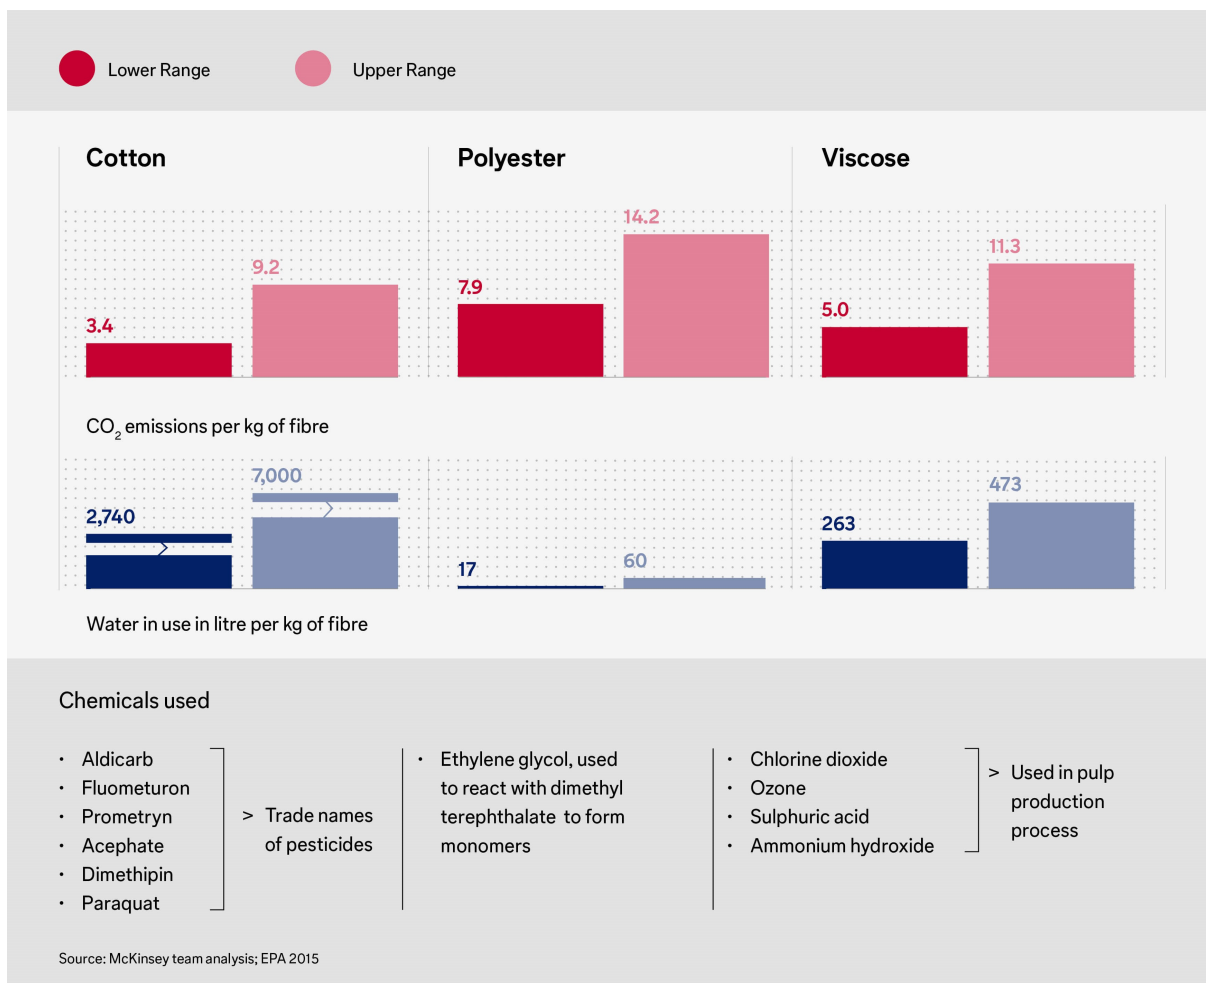 Lower Range
Upper Range
Cotton
Polyester
Viscose
3.4
9.2
7.9
14.2
5.0
11.3
CO2 emissions per kg of fibre
2,740
7,000
17
60
263
473
Water in use in litre per kg of fibre
Chemicals used
· Aldicarb
· Fluometuron
· Prometryn
· Acephate
· Dimethipin
· Paraquat
> Trade names
of pesticides
· Ethylene glycol, used
to react with dimethyl
terephthalate to form
monomers
· Chlorine dioxide
· Ozone
· Sulphuric acid
· Ammonium hydroxide
> Used in pulp
production
process
Source: McKinsey team analysis; EPA 2015